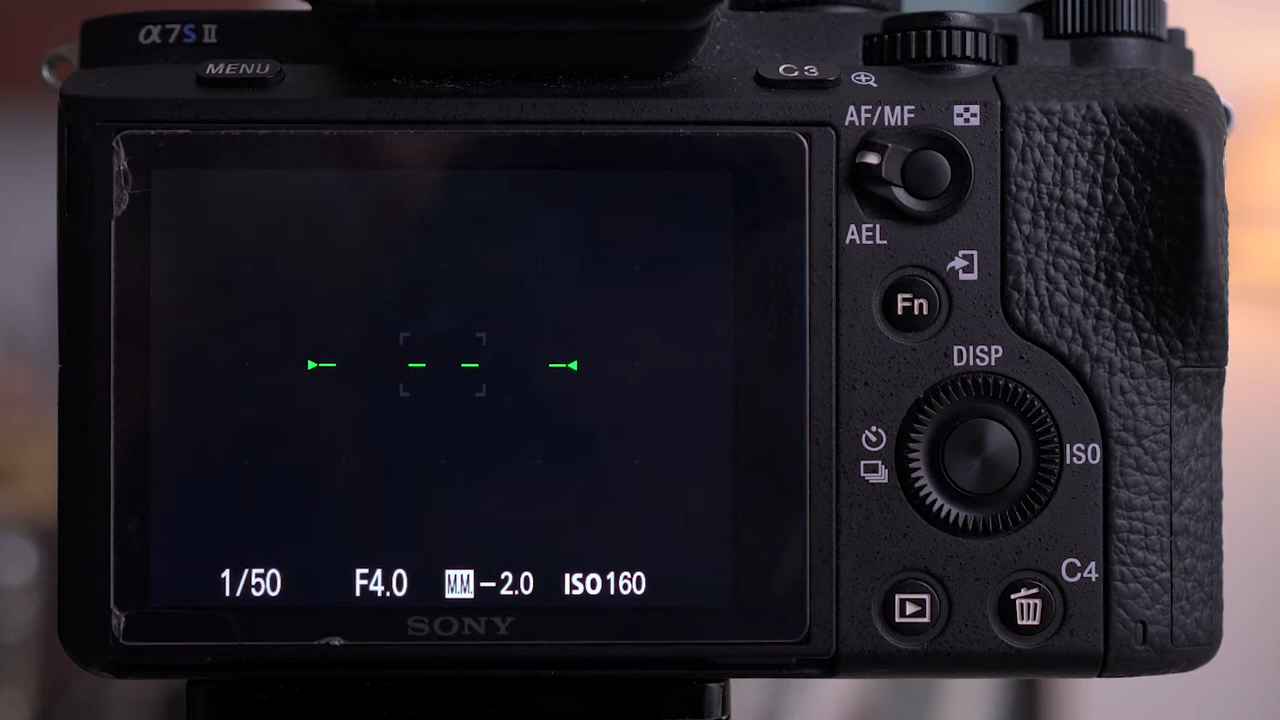 α7SII
MENU
C3
AF/MF
AEL
Fn
DISP
ISO
C4
1/50 F4.0 M.M. −2.0 ISO 160
SONY